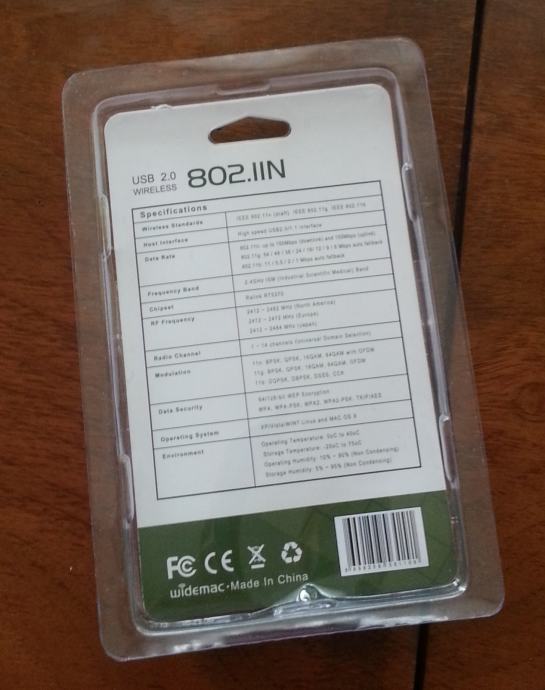 USB 2.0
WIRELESS
802.11N
Specifications
Wireless Standards IEEE 802.11n (draft), IEEE 802.11g, IEEE 802.11b
Host Interface High speed USB2.0/1.1 interface
Data Rate 802.11n: up to 150Mbps (downlink) and 150Mbps (uplink)
802.11g: 54 / 48 / 36 / 24 / 18/ 12 / 9 / 6 Mbps auto fallback
802.11b: 11 / 5.5 / 2 / 1 Mbps auto fallback
Frequency Band 2.4GHz ISM (Industrial Scientific Medical) Band
Chipset Ralink RT5370
RF Frequency 2412 ~ 2462 MHz (North America)
2412 ~ 2472 MHz (Europe)
2412 ~ 2484 MHz (Japan)
Radio Channel 1 ~ 14 channels (Universal Domain Selection)
Modulation 11n: BPSK, QPSK, 16QAM, 64QAM with OFDM
11g: BPSK, QPSK, 16QAM, 64QAM, OFDM
DQPSK, DBPSK, DSSS, CCK
Data Security 64/128-bit WEP Encryption
WPA, WPA-PSK, WPA2, WPA2-PSK, TKIP/AES
Operating System Linux and MAC OS X
Environment Operating Temperature: 0oC to 40oC
Storage Temperature: -20oC to 75oC
Operating Humidity: 10% ~ 90% (Non Condensing)
Storage Humidity: 5% ~ 95% (Non Condensing)
FC CE
widemac·Made In China